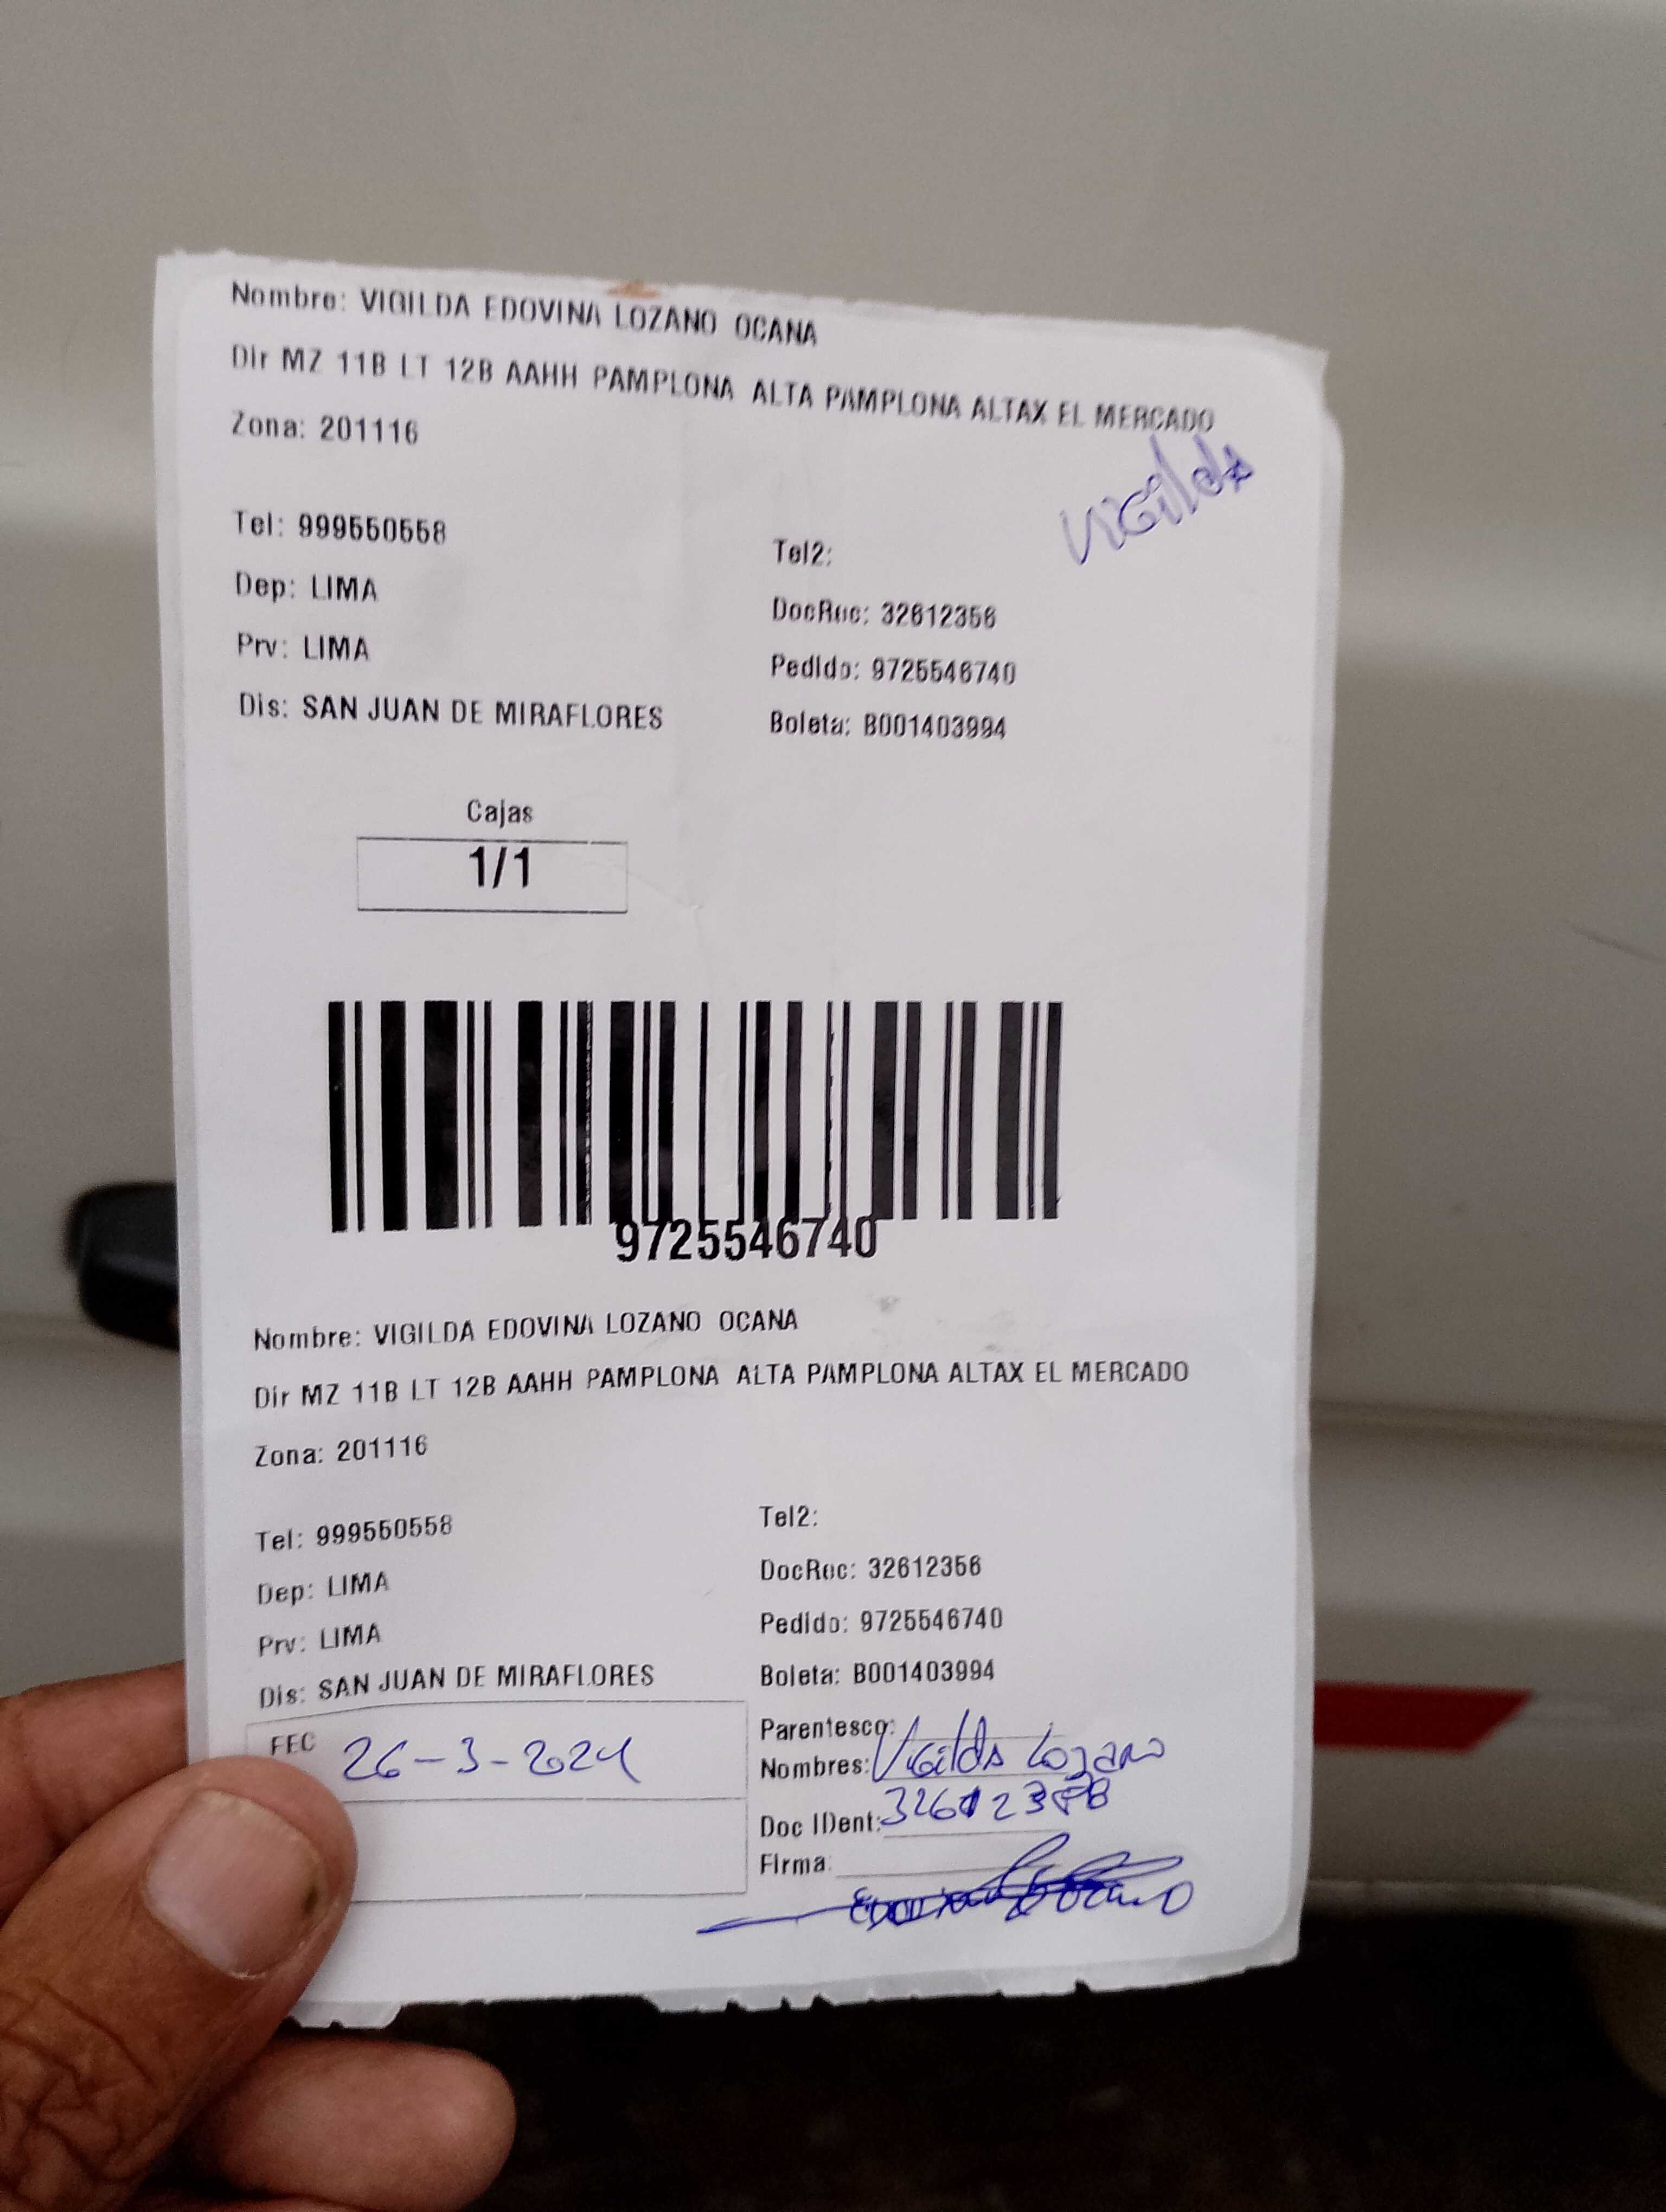 Nombre: VIGILDA EDOVINA LOZANO OCANA
Dir MZ 11B LT 12B AAHH PAMPLONA ALTA PAMPLONA ALTAX EL MERCADO
Zona: 201116
Vigilda
Tel: 999550558
Tel2:
Dep: LIMA
DocRec: 32612356
Prv: LIMA
Pedido: 9725546740
Dis: SAN JUAN DE MIRAFLORES
Boleta: B001403994
Cajas
1/1
9725546740
Nombre: VIGILDA EDOVINA LOZANO OCANA
Dir MZ 11B LT 12B AAHH PAMPLONA ALTA PAMPLONA ALTAX EL MERCADO
Zona: 201116
Tel: 999550558
Tel2:
Dep: LIMA
DocRec: 32612356
Prv: LIMA
Pedido: 9725546740
Dis: SAN JUAN DE MIRAFLORES
Boleta: B001403994
FEC 26-3-2024
Parentesco:
Nombres: Vigilda Lozano
Doc IDent:
Firma: